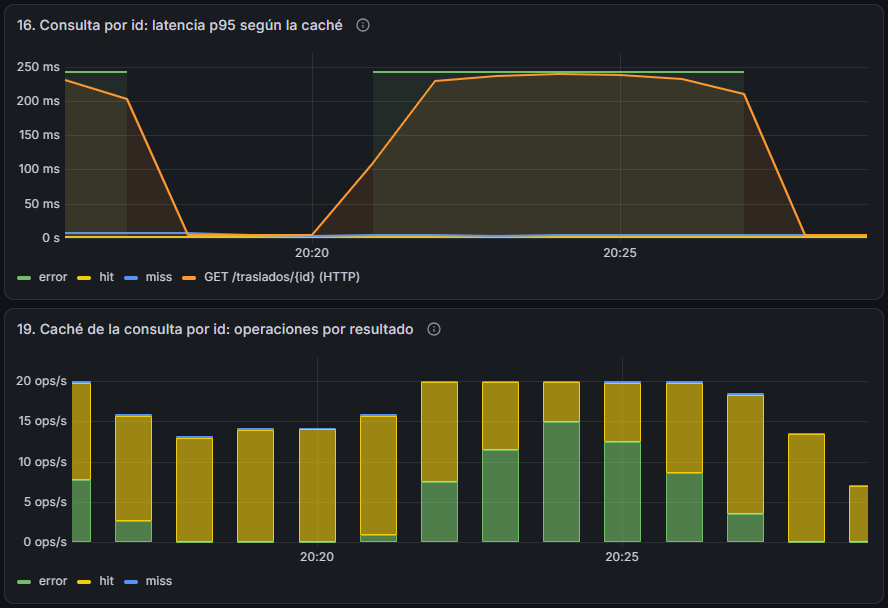 16. Consulta por id: latencia p95 según la caché
250 ms
200 ms
150 ms
100 ms
50 ms
0 s
20:20 20:25
error hit miss GET /traslados/{id} (HTTP)
19. Caché de la consulta por id: operaciones por resultado
20 ops/s
15 ops/s
10 ops/s
5 ops/s
0 ops/s
20:20 20:25
error hit miss